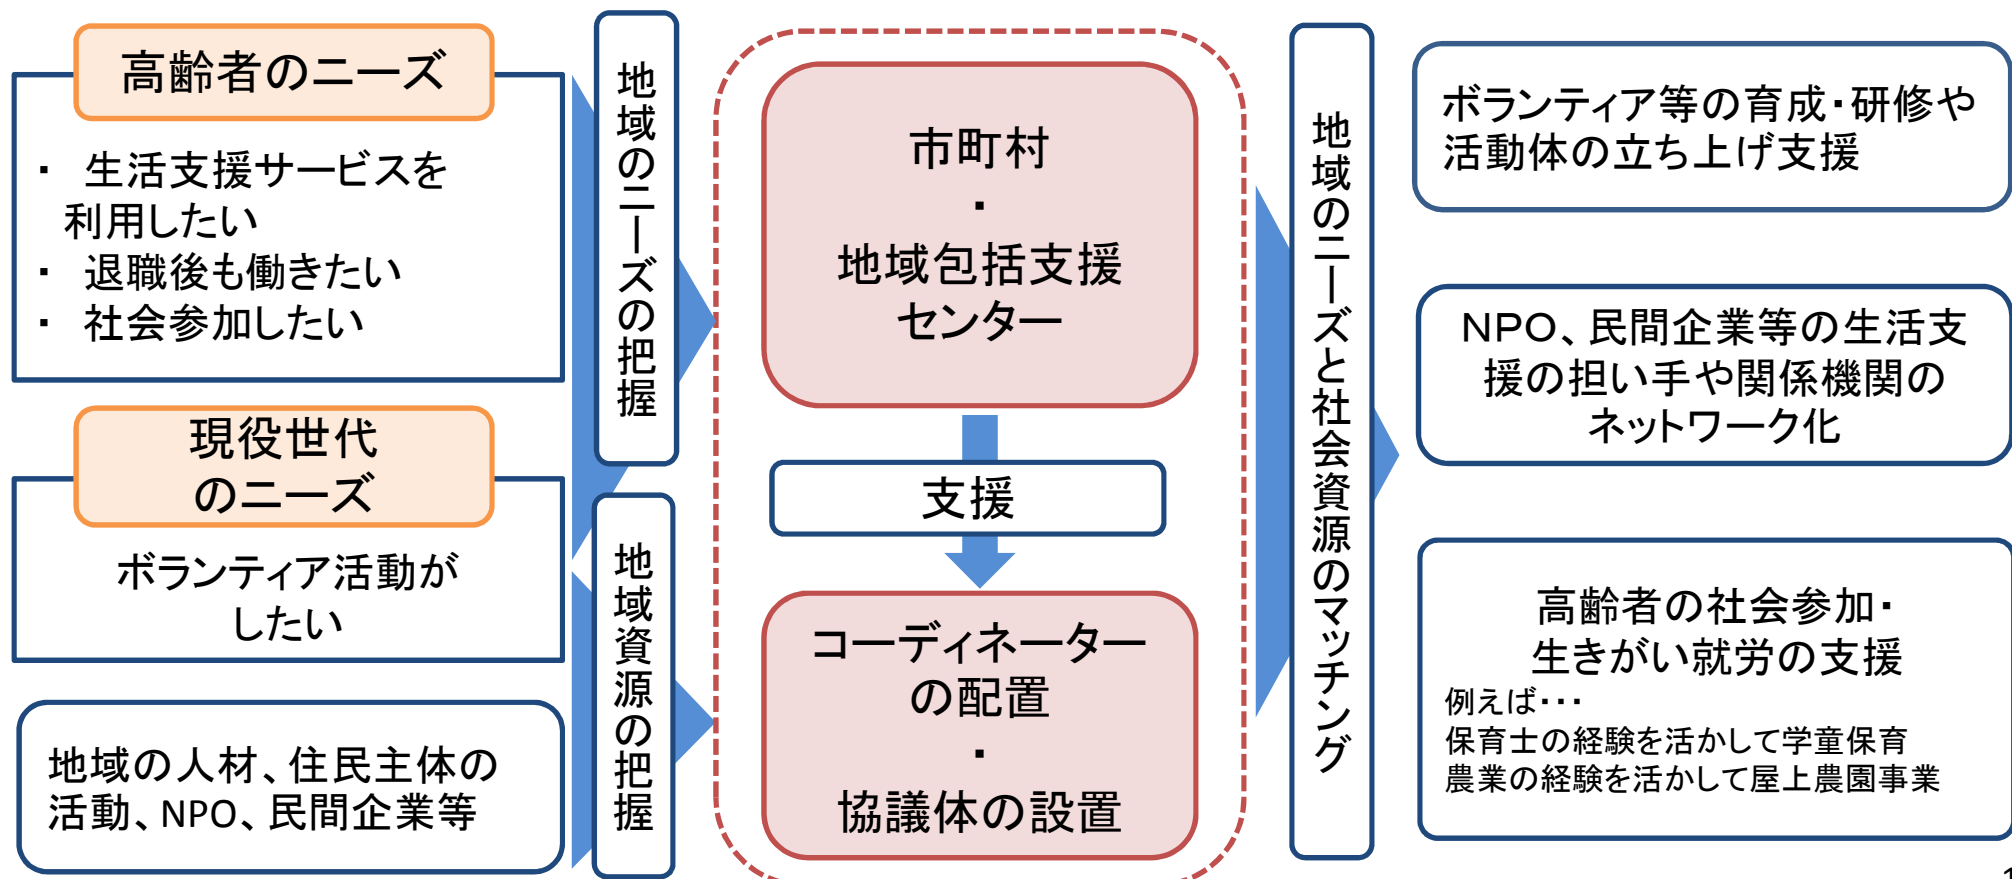 高齢者のニーズ
・ 生活支援サービスを
利用したい
・ 退職後も働きたい
・ 社会参加したい
現役世代
のニーズ
ボランティア活動が
したい
地域の人材、住民主体の
活動、NPO、民間企業等
地域のニーズの把握
地域資源の把握
市町村
・
地域包括支援
センター
支援
コーディネーター
の配置
・
協議体の設置
地域のニーズと社会資源のマッチング
ボランティア等の育成・研修や
活動体の立ち上げ支援
NPO、民間企業等の生活支
援の担い手や関係機関の
ネットワーク化
高齢者の社会参加・
生きがい就労の支援
例えば・・・
保育士の経験を活かして学童保育
農業の経験を活かして屋上農園事業